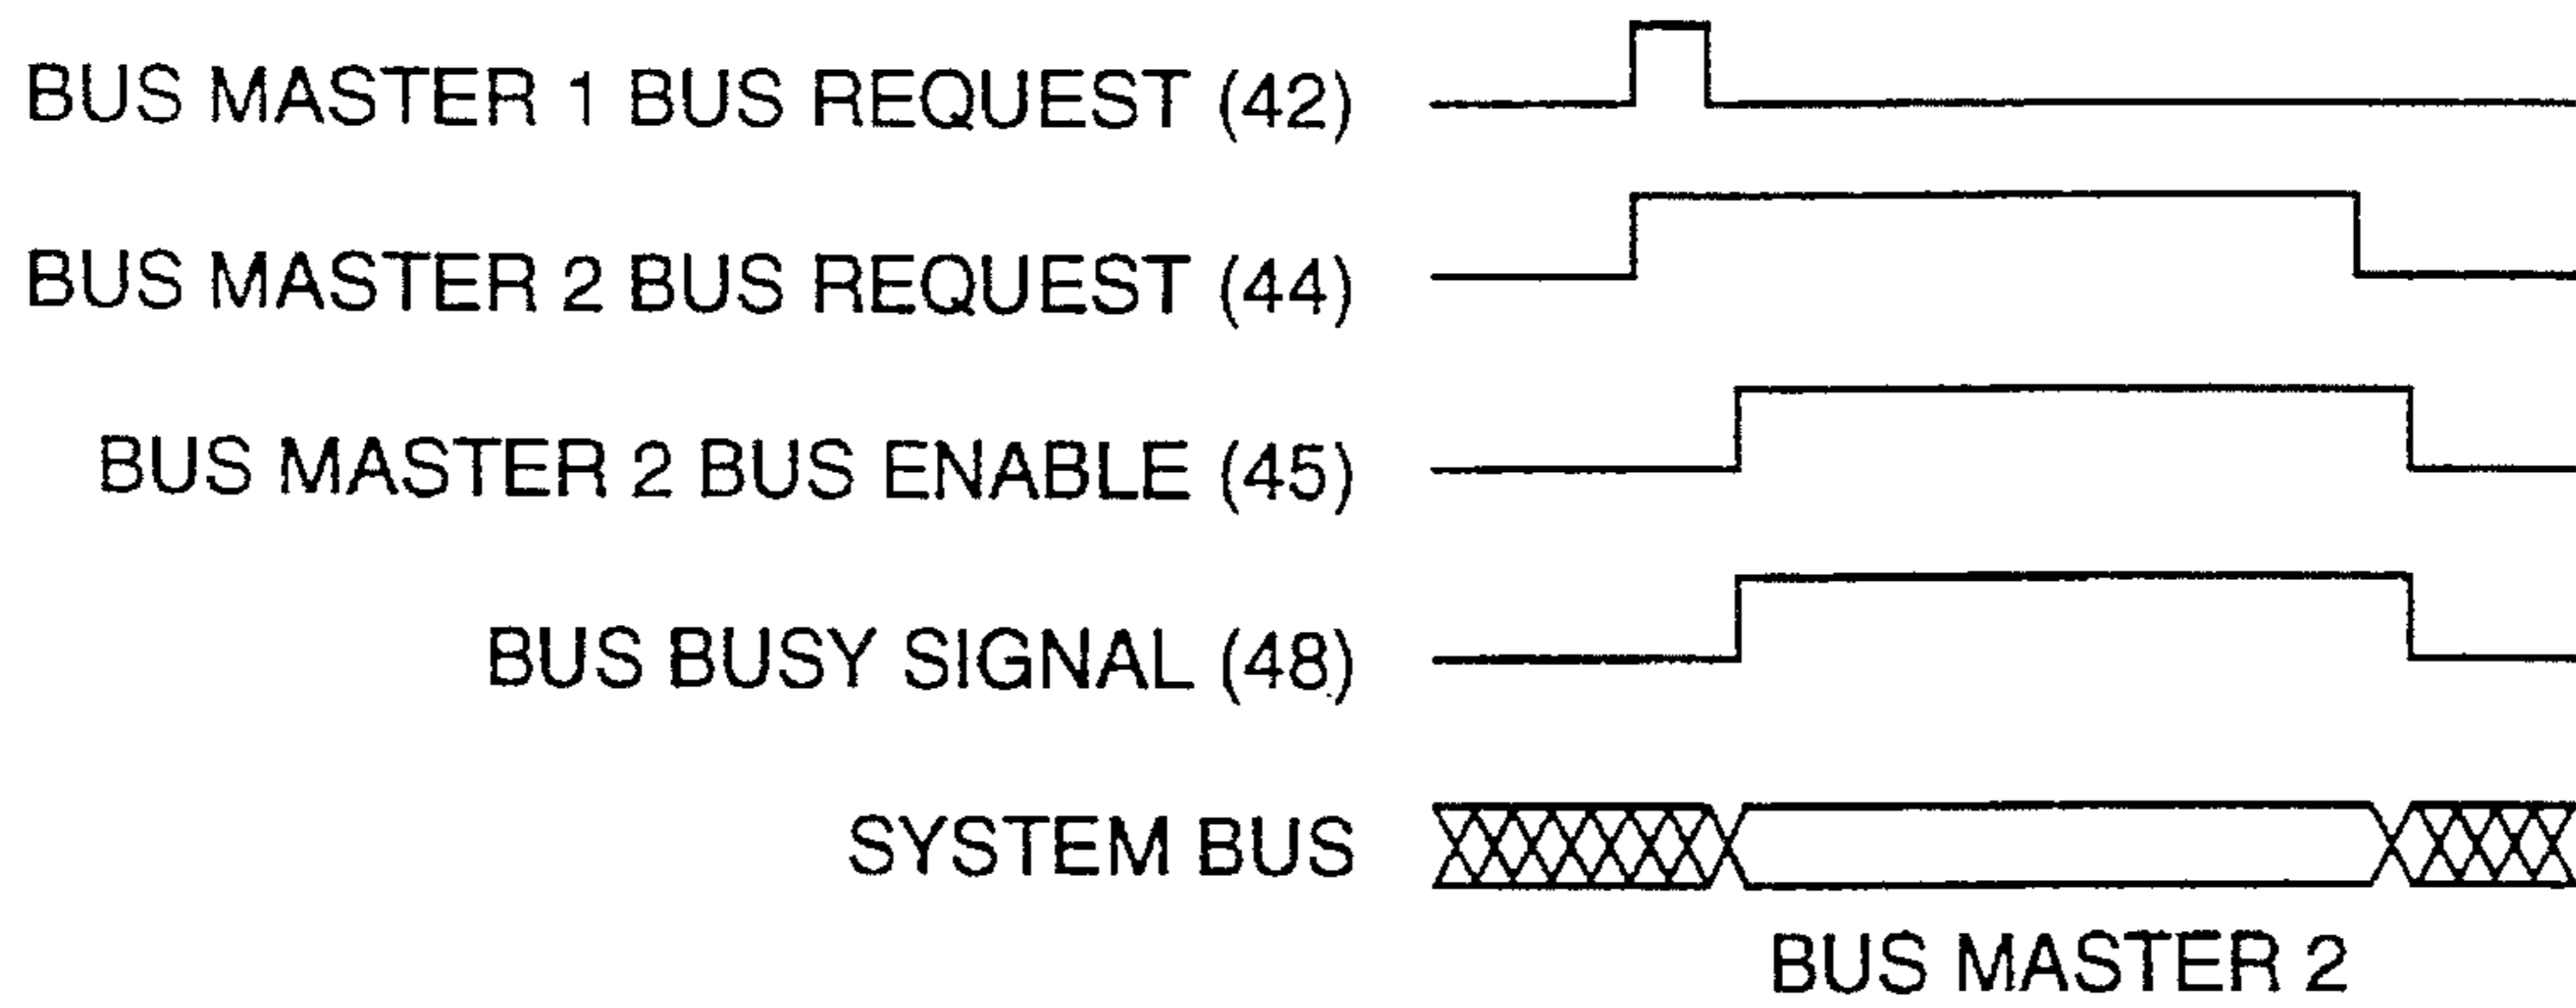 BUS MASTER 1 BUS REQUEST (42)
BUS MASTER 2 BUS REQUEST (44)
BUS MASTER 2 BUS ENABLE (45)
BUS BUSY SIGNAL (48)
SYSTEM BUS
BUS MASTER 2